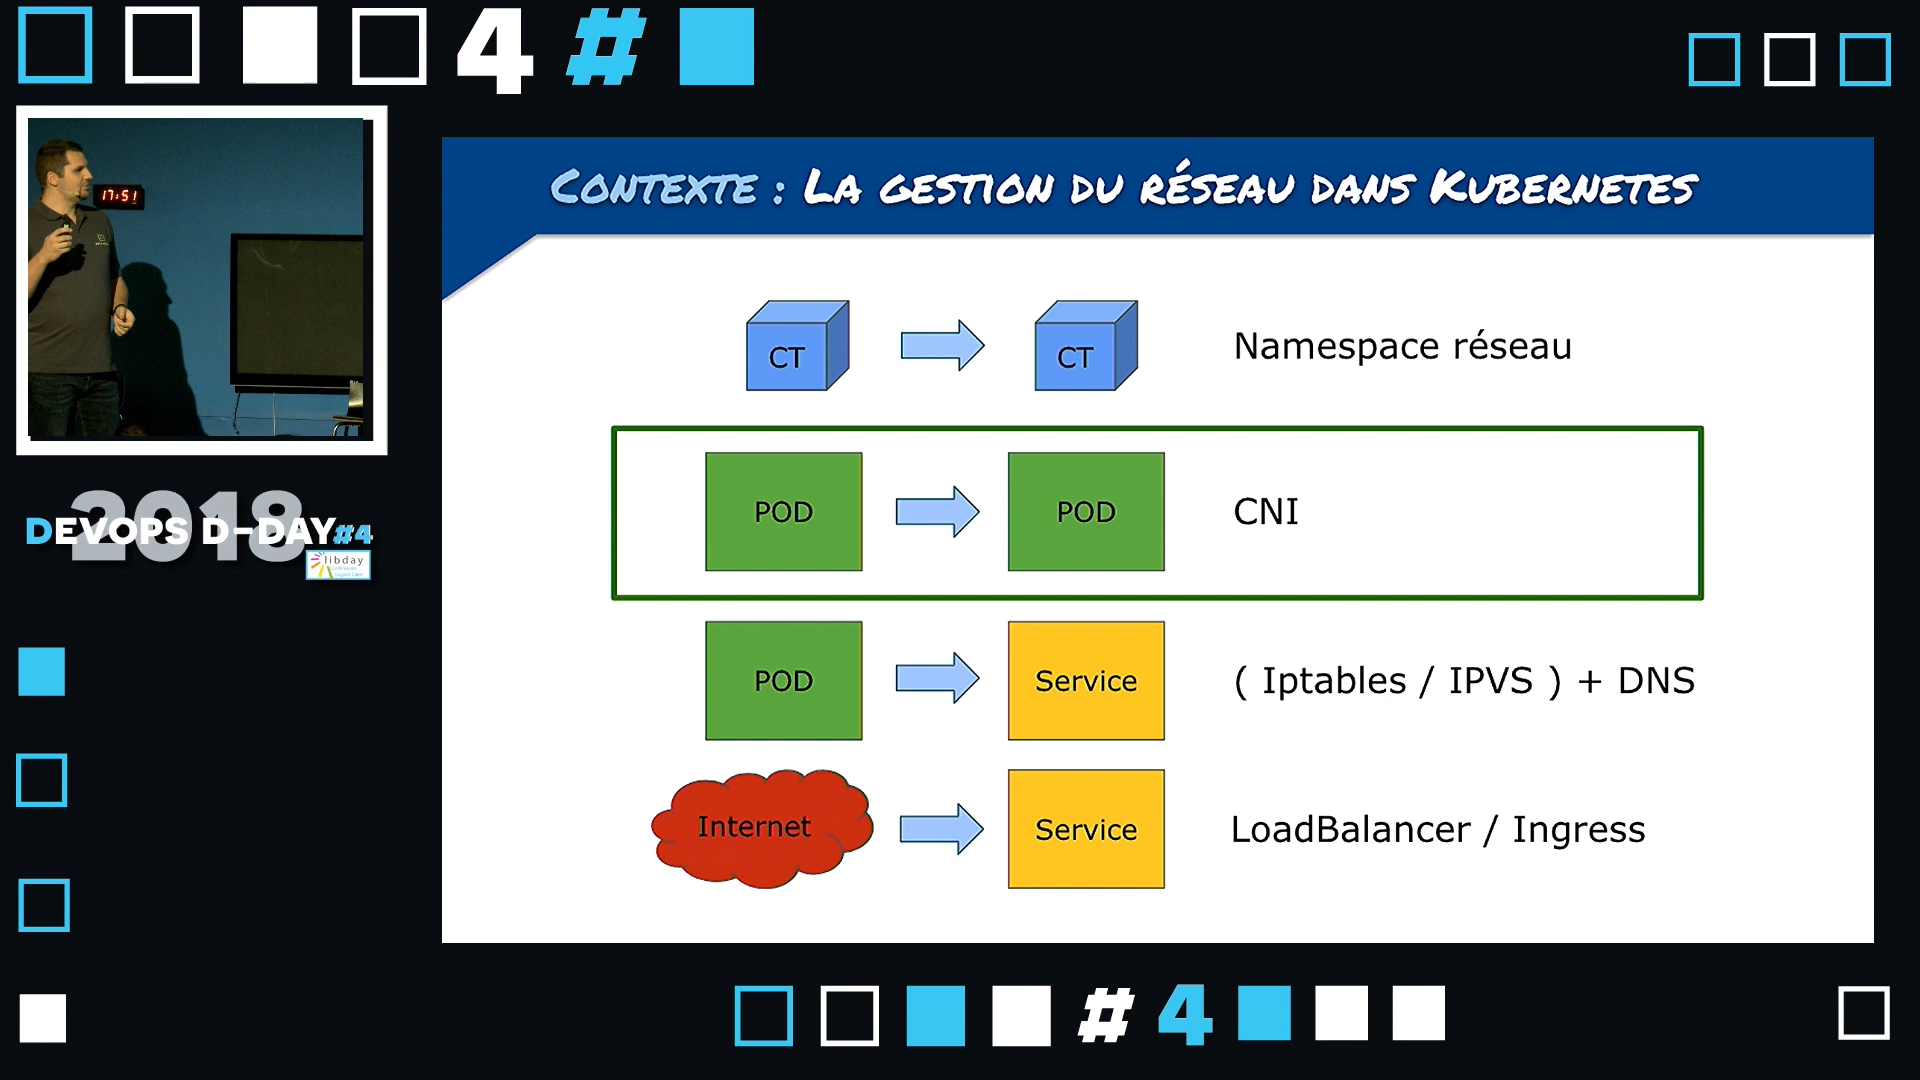 4 #
17:51
2018
DEVOPS D-DAY#4
libday
Contexte : La gestion du réseau dans Kubernetes
CT CT Namespace réseau
POD POD CNI
POD Service ( Iptables / IPVS ) + DNS
Internet Service LoadBalancer / Ingress
# 4